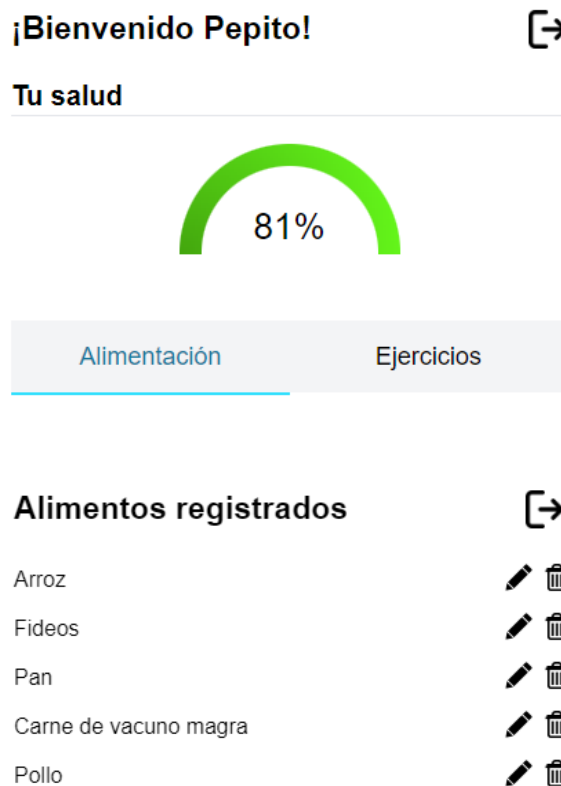 ¡Bienvenido Pepito!
Tu salud
81%
Alimentación Ejercicios
Alimentos registrados
Arroz
Fideos
Pan
Carne de vacuno magra
Pollo